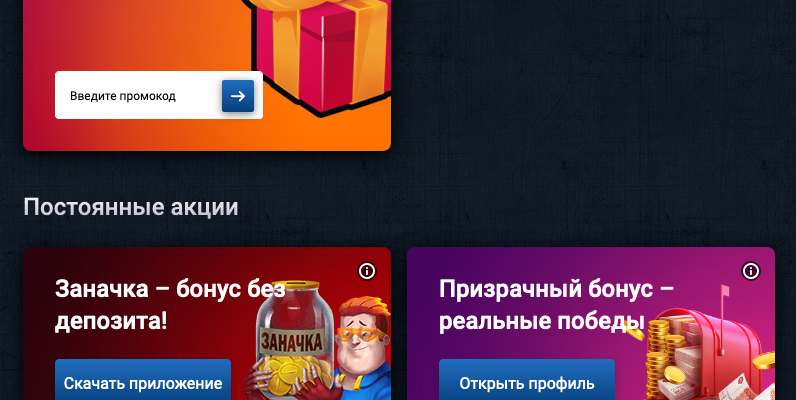 Введите промокод
Постоянные акции
Заначка – бонус без
депозита!
ЗАНАЧКА
Скачать приложение
Призрачный бонус –
реальные победы
Открыть профиль